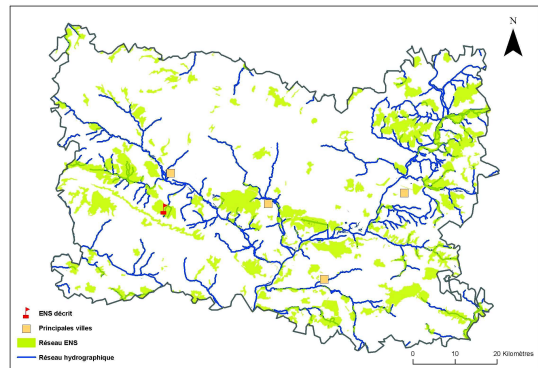 N
ENS décrit
Principales villes
Réseau ENS
Réseau hydrographique
0 10 20 Kilomètres